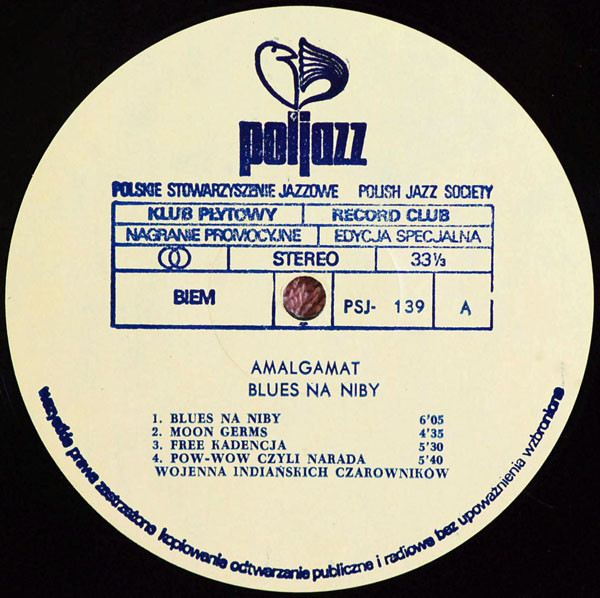 poljazz
POLSKIE STOWARZYSZENIE JAZZOWE POLISH JAZZ SOCIETY
KLUB PŁYTOWY RECORD CLUB
NAGRANIE PROMOCYJNE EDYCJA SPECJALNA
STEREO 33⅓
BIEM PSJ- 139 A
AMALGAMAT
BLUES NA NIBY
1. BLUES NA NIBY 6'05
2. MOON GERMS 4'35
3. FREE KADENCJA 5'30
4. POW-WOW CZYLI NARADA 5'40
WOJENNA INDIAŃSKICH CZAROWNIKÓW
wszystkie prawa zastrzeżone kopiowanie odtwarzanie publiczne i radiowe bez upoważnienia wzbronione